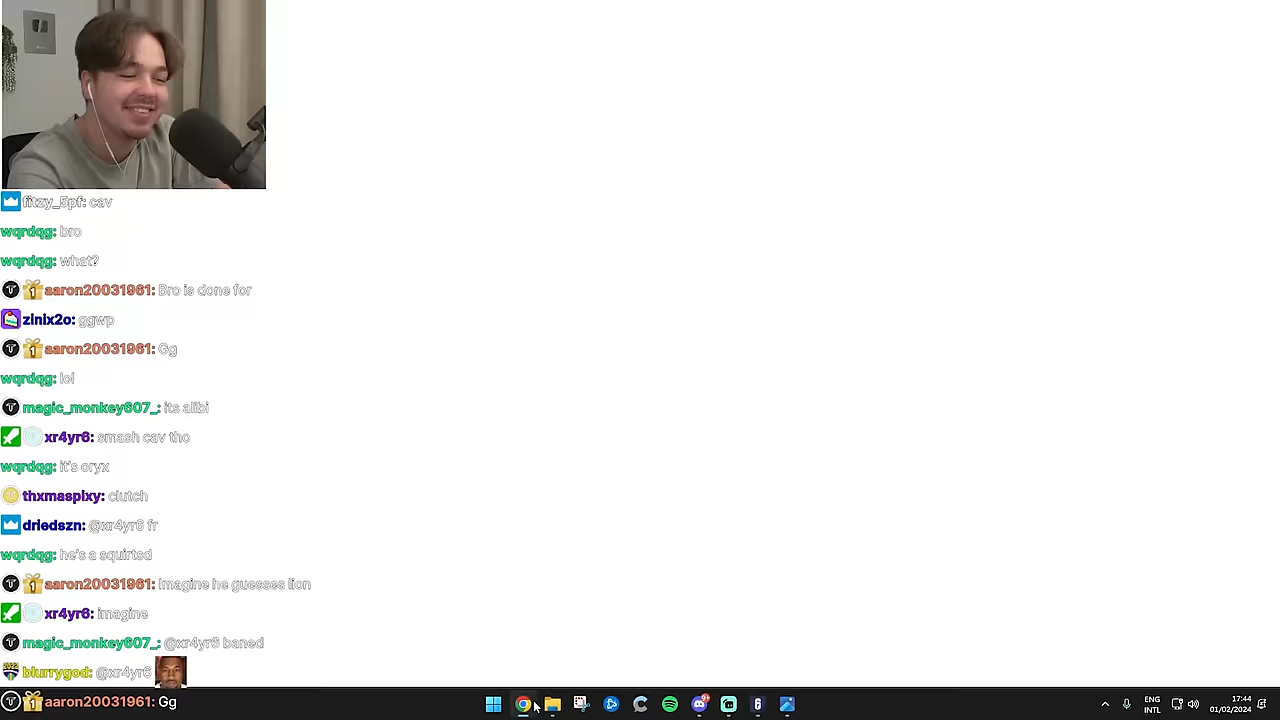 fitzy_5pf: cav
wqrdqg: bro
wqrdqg: what?
aaron20031961: Bro is done for
zinix2o: ggwp
aaron20031961: Gg
wqrdqg: lol
magic_monkey607_: its alibi
xr4yr6: smash cav tho
wqrdqg: it's oryx
thxmaspixy: clutch
driedszn: @xr4yr6 fr
wqrdqg: he's a squirtsd
aaron20031961: Imagine he guesses lion
xr4yr6: imagine
magic_monkey607_: @xr4yr6 baned
blurrygod: @xr4yr6
aaron20031961: Gg
ENG
INTL
17:44
01/02/2024